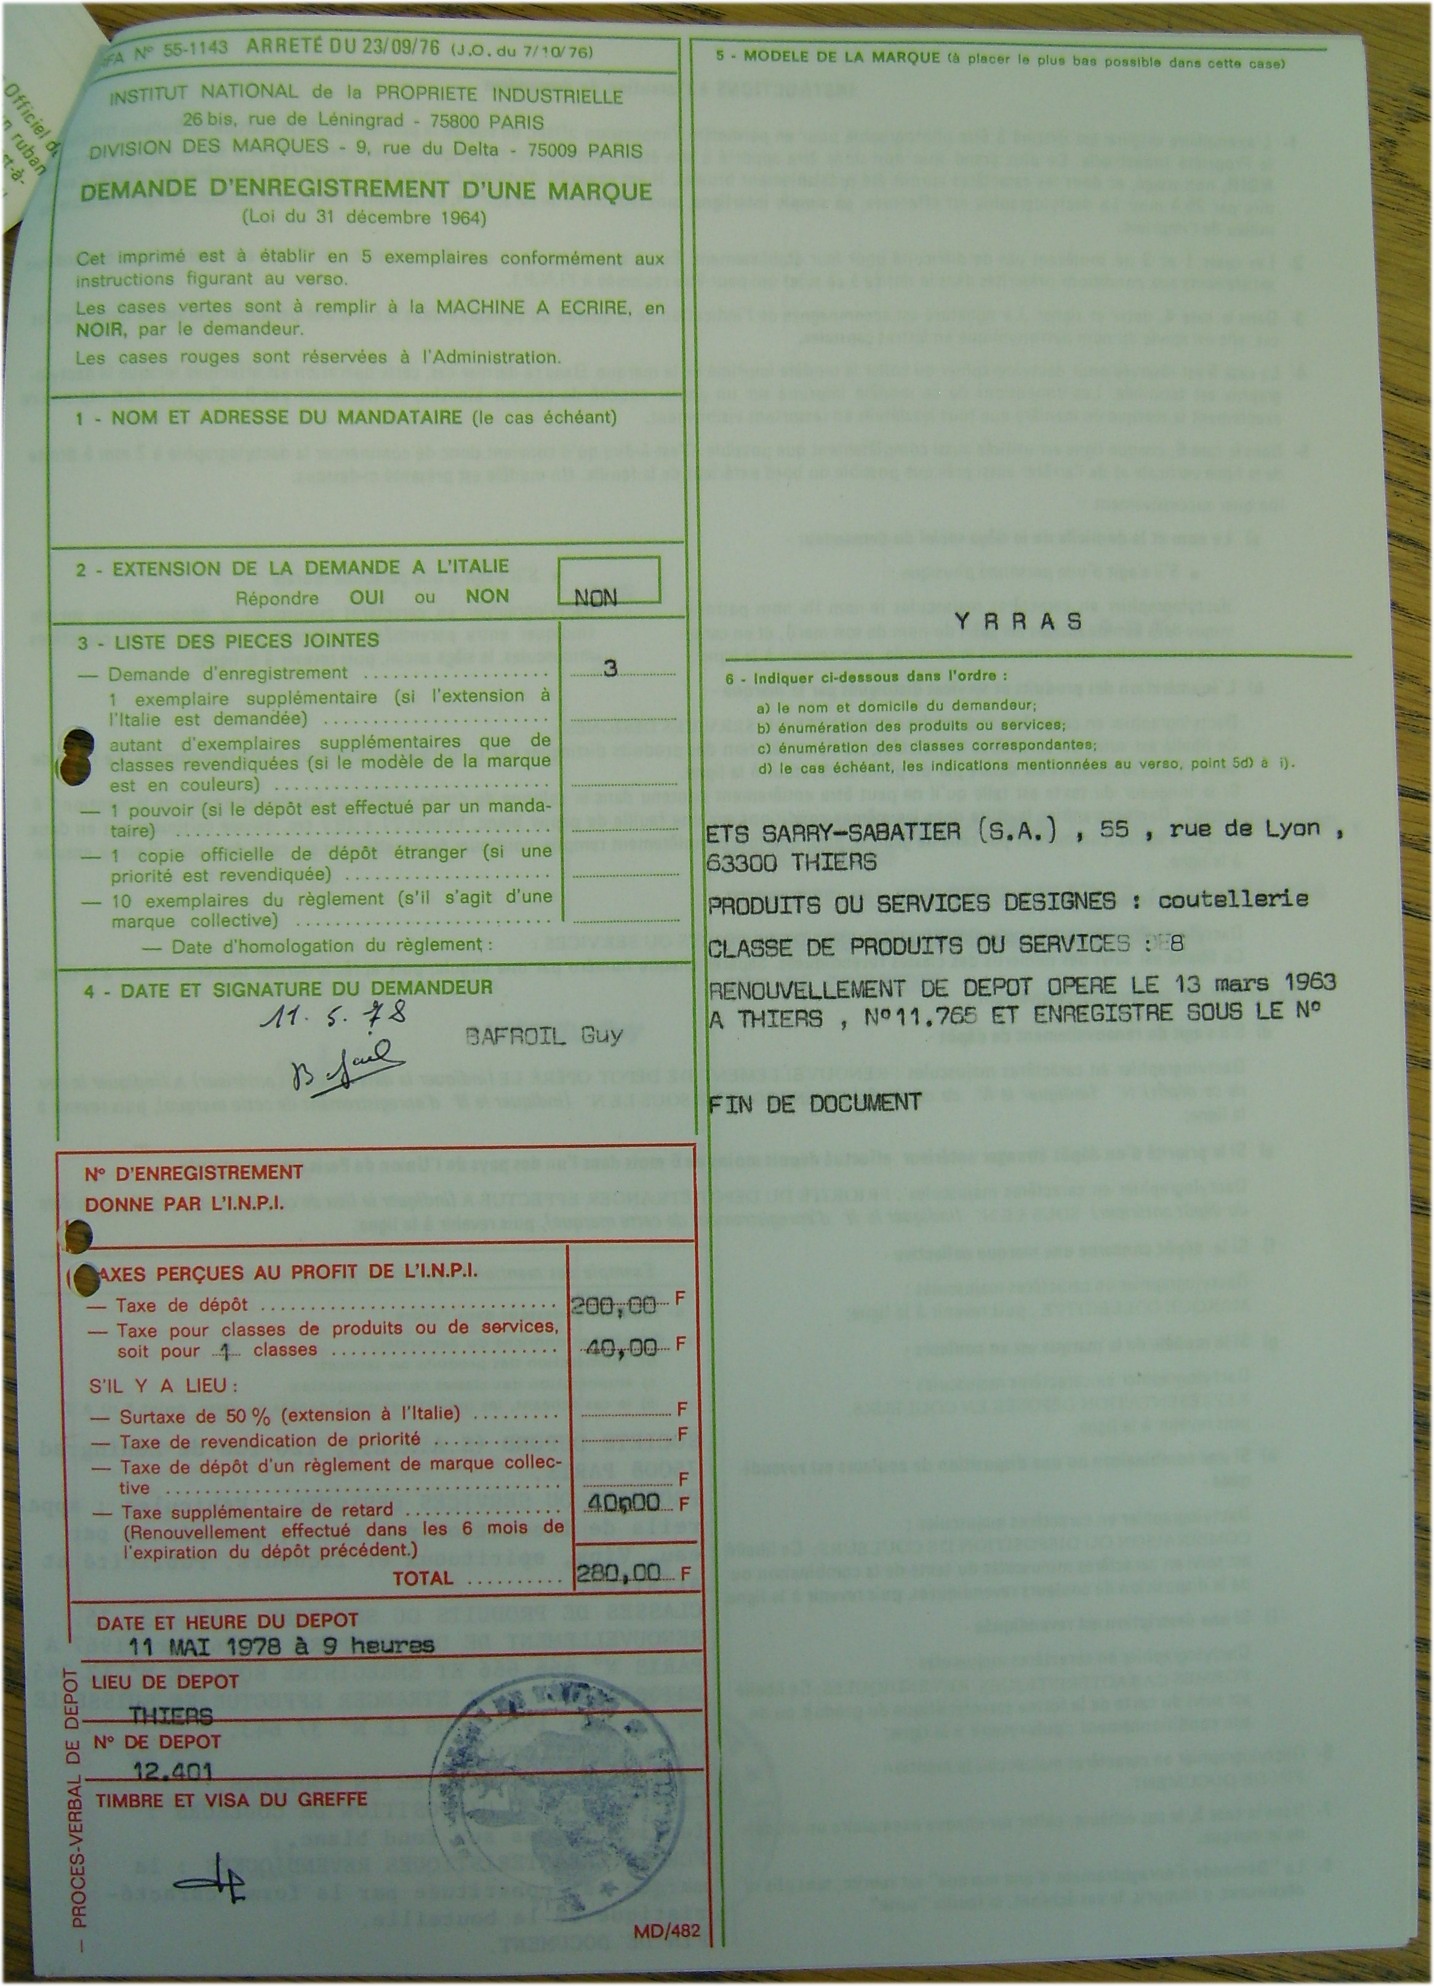 N° 55-1143 ARRETÉ DU 23/09/76 (J.O. du 7/10/76)
INSTITUT NATIONAL de la PROPRIETE INDUSTRIELLE
26 bis, rue de Léningrad - 75800 PARIS
DIVISION DES MARQUES - 9, rue du Delta - 75009 PARIS
DEMANDE D'ENREGISTREMENT D'UNE MARQUE
(Loi du 31 décembre 1964)
Cet imprimé est à établir en 5 exemplaires conformément aux
instructions figurant au verso.
Les cases vertes sont à remplir à la MACHINE A ECRIRE, en
NOIR, par le demandeur.
Les cases rouges sont réservées à l'Administration.
1 - NOM ET ADRESSE DU MANDATAIRE (le cas échéant)
2 - EXTENSION DE LA DEMANDE A L'ITALIE
Répondre OUI ou NON NON
3 - LISTE DES PIECES JOINTES
— Demande d'enregistrement .................. 3
1 exemplaire supplémentaire (si l'extension à
l'Italie est demandée) ......................
autant d'exemplaires supplémentaires que de
classes revendiquées (si le modèle de la marque
est en couleurs) ...........................
— 1 pouvoir (si le dépôt est effectué par un manda-
taire) .......................................
— 1 copie officielle de dépôt étranger (si une
priorité est revendiquée) ....................
— 10 exemplaires du règlement (s'il s'agit d'une
marque collective) .........................
— Date d'homologation du règlement :
4 - DATE ET SIGNATURE DU DEMANDEUR
11. 5. 78
BAFROIL Guy
N° D'ENREGISTREMENT
DONNE PAR L'I.N.P.I.
AXES PERÇUES AU PROFIT DE L'I.N.P.I.
— Taxe de dépôt .............................. 200,00 F
— Taxe pour classes de produits ou de services,
soit pour 1 classes ....................... 40,00 F
S'IL Y A LIEU :
— Surtaxe de 50 % (extension à l'Italie) ......... F
— Taxe de revendication de priorité ............. F
— Taxe de dépôt d'un règlement de marque collec-
tive ........................................ F
— Taxe supplémentaire de retard ................ 40,00 F
(Renouvellement effectué dans les 6 mois de
l'expiration du dépôt précédent.)
TOTAL .......... 280,00 F
— PROCES-VERBAL DE DEPOT —
DATE ET HEURE DU DEPOT
11 MAI 1978 à 9 heures
LIEU DE DEPOT
THIERS
N° DE DEPOT
12.401
TIMBRE ET VISA DU GREFFE
MD/482
5 - MODELE DE LA MARQUE (à placer le plus bas possible dans cette case)
YRRAS
6 - Indiquer ci-dessous dans l'ordre :
a) le nom et domicile du demandeur;
b) énumération des produits ou services;
c) énumération des classes correspondantes;
d) le cas échéant, les indications mentionnées au verso, point 5d) à i).
ETS SARRY-SABATIER (S.A.) , 55 , rue de Lyon ,
63300 THIERS
PRODUITS OU SERVICES DESIGNES : coutellerie
CLASSE DE PRODUITS OU SERVICES : 8
RENOUVELLEMENT DE DEPOT OPERE LE 13 mars 1963
A THIERS , N°11.765 ET ENREGISTRE SOUS LE N°
FIN DE DOCUMENT
Officiel d
ruban